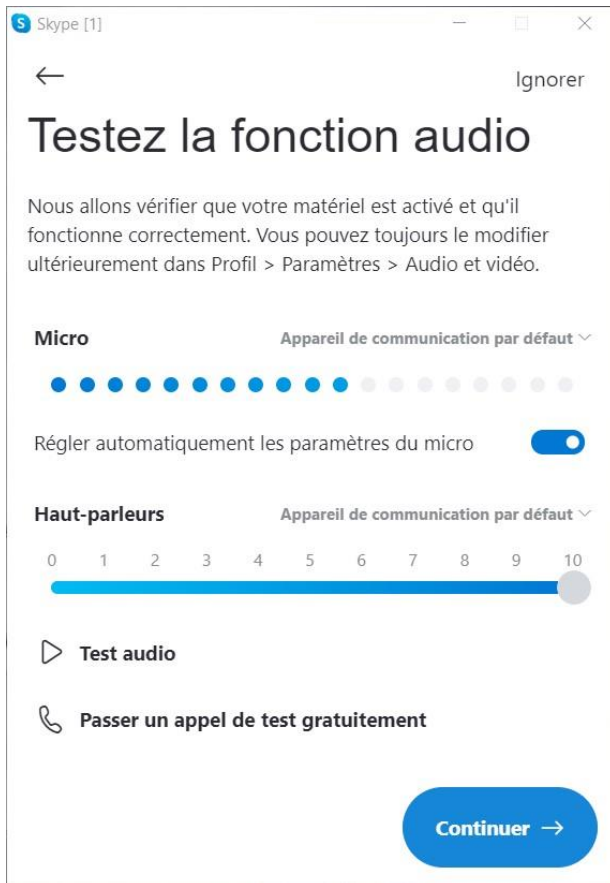 S Skype [1]
Ignorer
Testez la fonction audio
Nous allons vérifier que votre matériel est activé et qu'il
fonctionne correctement. Vous pouvez toujours le modifier
ultérieurement dans Profil > Paramètres > Audio et vidéo.
Micro Appareil de communication par défaut
Régler automatiquement les paramètres du micro
Haut-parleurs Appareil de communication par défaut
0 1 2 3 4 5 6 7 8 9 10
Test audio
Passer un appel de test gratuitement
Continuer →